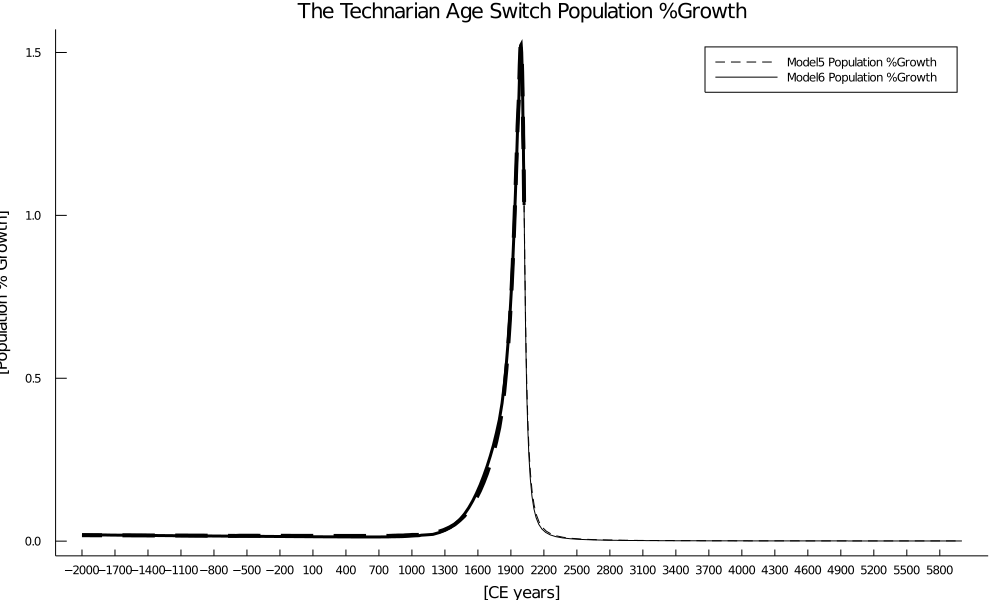 The Technarian Age Switch Population %Growth
Model5 Population %Growth
Model6 Population %Growth
[Population % Growth]
1.5
1.0
0.5
0.0
−2000 −1700 −1400 −1100 −800 −500 −200 100 400 700 1000 1300 1600 1900 2200 2500 2800 3100 3400 3700 4000 4300 4600 4900 5200 5500 5800
[CE years]